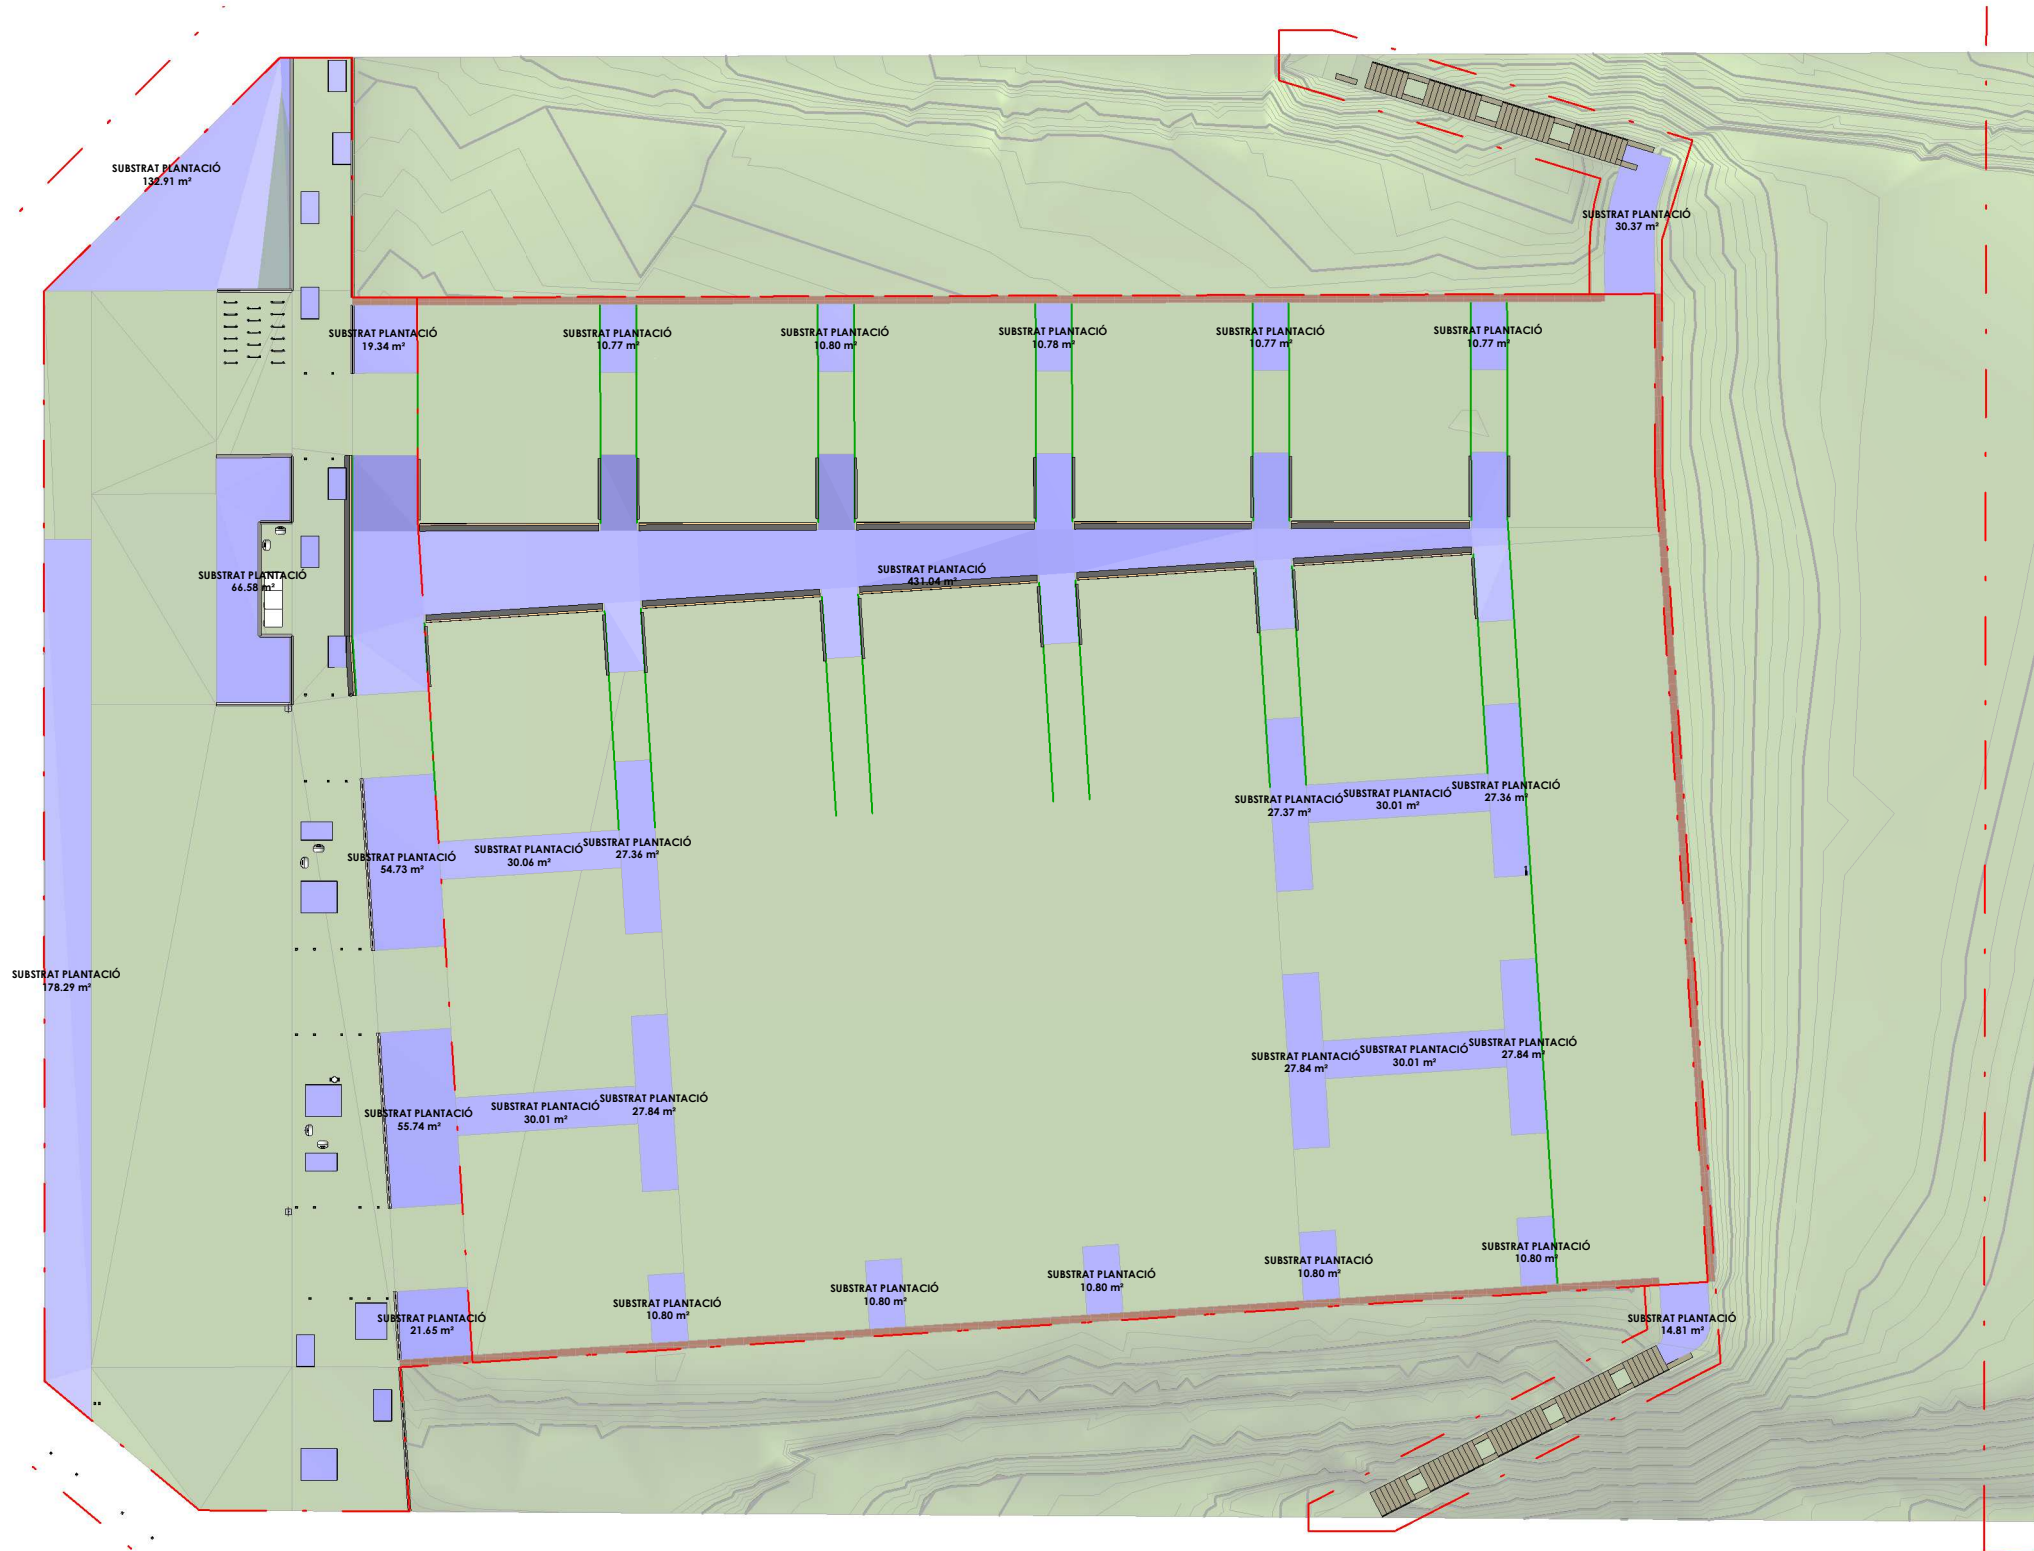 SUBSTRAT PLANTACIÓ
132.91 m²
SUBSTRAT PLANTACIÓ
30.37 m²
SUBSTRAT PLANTACIÓ
19.34 m²
SUBSTRAT PLANTACIÓ
10.77 m²
SUBSTRAT PLANTACIÓ
10.80 m²
SUBSTRAT PLANTACIÓ
10.78 m²
SUBSTRAT PLANTACIÓ
10.77 m²
SUBSTRAT PLANTACIÓ
10.77 m²
SUBSTRAT PLANTACIÓ
66.58 m²
SUBSTRAT PLANTACIÓ
431.04 m²
SUBSTRAT PLANTACIÓ
27.37 m²
SUBSTRAT PLANTACIÓ
30.01 m²
SUBSTRAT PLANTACIÓ
27.36 m²
SUBSTRAT PLANTACIÓ
54.73 m²
SUBSTRAT PLANTACIÓ
30.06 m²
SUBSTRAT PLANTACIÓ
27.36 m²
SUBSTRAT PLANTACIÓ
178.29 m²
SUBSTRAT PLANTACIÓ
27.84 m²
SUBSTRAT PLANTACIÓ
30.01 m²
SUBSTRAT PLANTACIÓ
27.84 m²
SUBSTRAT PLANTACIÓ
55.74 m²
SUBSTRAT PLANTACIÓ
30.01 m²
SUBSTRAT PLANTACIÓ
27.84 m²
SUBSTRAT PLANTACIÓ
21.65 m²
SUBSTRAT PLANTACIÓ
10.80 m²
SUBSTRAT PLANTACIÓ
10.80 m²
SUBSTRAT PLANTACIÓ
10.80 m²
SUBSTRAT PLANTACIÓ
10.80 m²
SUBSTRAT PLANTACIÓ
10.80 m²
SUBSTRAT PLANTACIÓ
14.81 m²